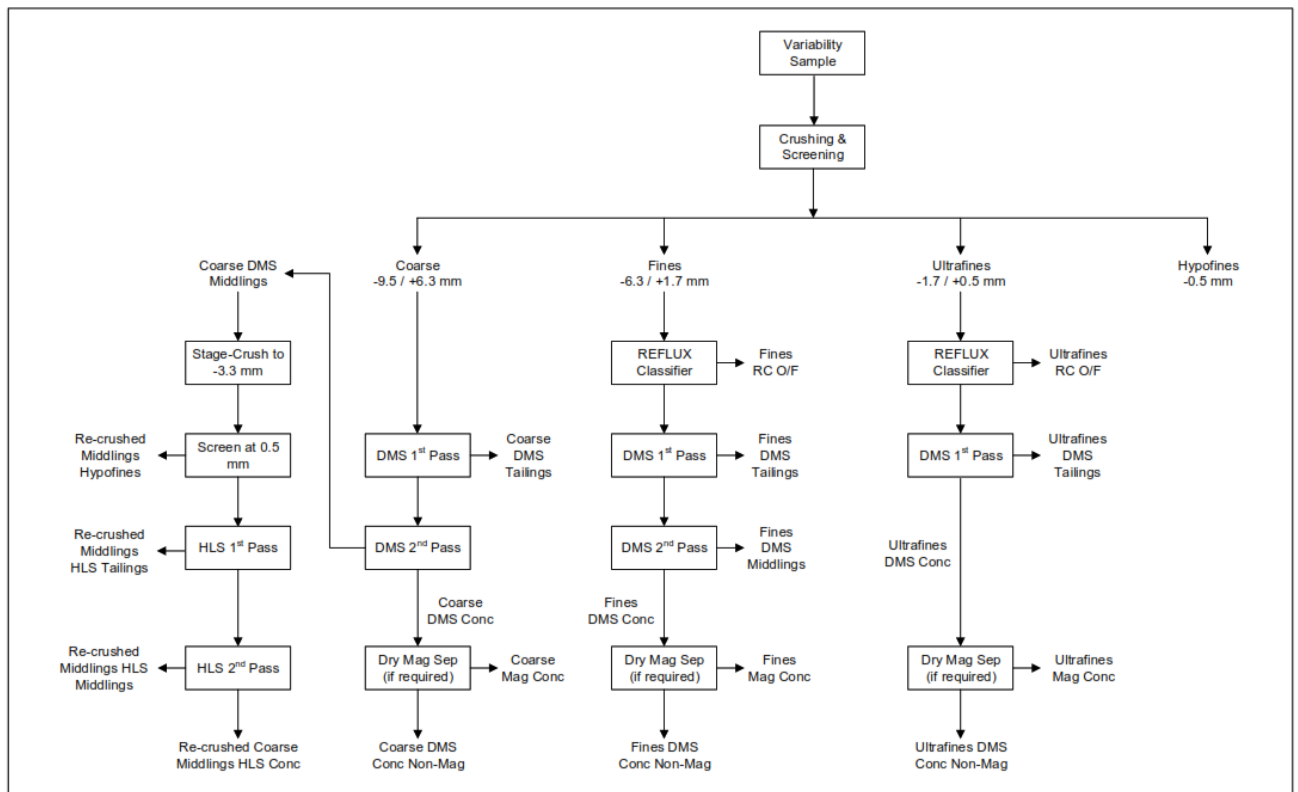 Variability
Sample
Crushing &
Screening
Coarse DMS
Middlings
Coarse
-9.5 / +6.3 mm
Fines
-6.3 / +1.7 mm
Ultrafines
-1.7 / +0.5 mm
Hypofines
-0.5 mm
Stage-Crush to
-3.3 mm
REFLUX
Classifier
Fines
RC O/F
REFLUX
Classifier
Ultrafines
RC O/F
Re-crushed
Middlings
Hypofines
Screen at 0.5
mm
DMS 1st Pass
Coarse
DMS
Tailings
DMS 1st Pass
Fines
DMS
Tailings
DMS 1st Pass
Ultrafines
DMS
Tailings
Re-crushed
Middlings
HLS Tailings
HLS 1st Pass
DMS 2nd Pass
DMS 2nd Pass
Fines
DMS
Middlings
Ultrafines
DMS Conc
Coarse
DMS Conc
Fines
DMS Conc
Re-crushed
Middlings HLS
Middlings
HLS 2nd Pass
Dry Mag Sep
(if required)
Coarse
Mag Conc
Dry Mag Sep
(if required)
Fines
Mag Conc
Dry Mag Sep
(if required)
Ultrafines
Mag Conc
Re-crushed Coarse
Middlings HLS Conc
Coarse DMS
Conc Non-Mag
Fines DMS
Conc Non-Mag
Ultrafines DMS
Conc Non-Mag